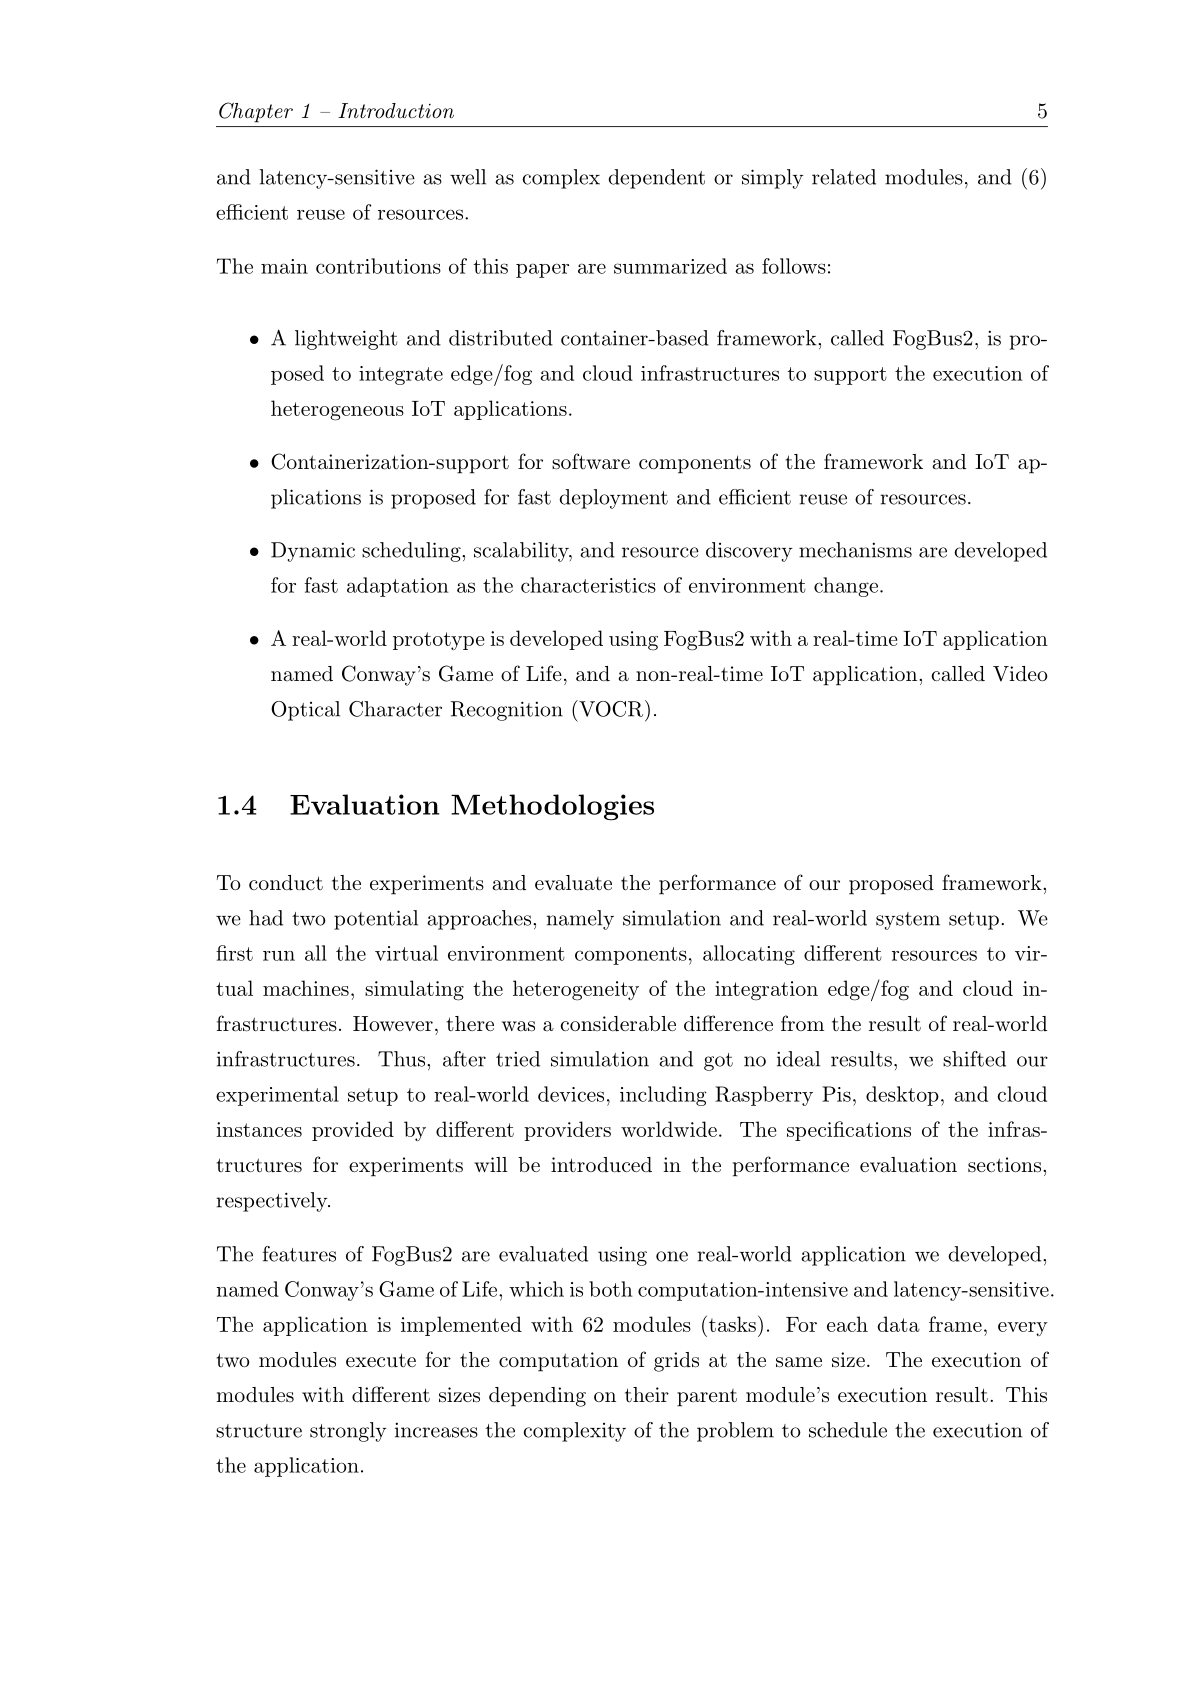 Chapter 1 – Introduction 5
and latency-sensitive as well as complex dependent or simply related modules, and (6)
efficient reuse of resources.
The main contributions of this paper are summarized as follows:
• A lightweight and distributed container-based framework, called FogBus2, is pro-
posed to integrate edge/fog and cloud infrastructures to support the execution of
heterogeneous IoT applications.
• Containerization-support for software components of the framework and IoT ap-
plications is proposed for fast deployment and efficient reuse of resources.
• Dynamic scheduling, scalability, and resource discovery mechanisms are developed
for fast adaptation as the characteristics of environment change.
• A real-world prototype is developed using FogBus2 with a real-time IoT application
named Conway's Game of Life, and a non-real-time IoT application, called Video
Optical Character Recognition (VOCR).
1.4 Evaluation Methodologies
To conduct the experiments and evaluate the performance of our proposed framework,
we had two potential approaches, namely simulation and real-world system setup. We
first run all the virtual environment components, allocating different resources to vir-
tual machines, simulating the heterogeneity of the integration edge/fog and cloud in-
frastructures. However, there was a considerable difference from the result of real-world
infrastructures. Thus, after tried simulation and got no ideal results, we shifted our
experimental setup to real-world devices, including Raspberry Pis, desktop, and cloud
instances provided by different providers worldwide. The specifications of the infras-
tructures for experiments will be introduced in the performance evaluation sections,
respectively.
The features of FogBus2 are evaluated using one real-world application we developed,
named Conway's Game of Life, which is both computation-intensive and latency-sensitive.
The application is implemented with 62 modules (tasks). For each data frame, every
two modules execute for the computation of grids at the same size. The execution of
modules with different sizes depending on their parent module's execution result. This
structure strongly increases the complexity of the problem to schedule the execution of
the application.